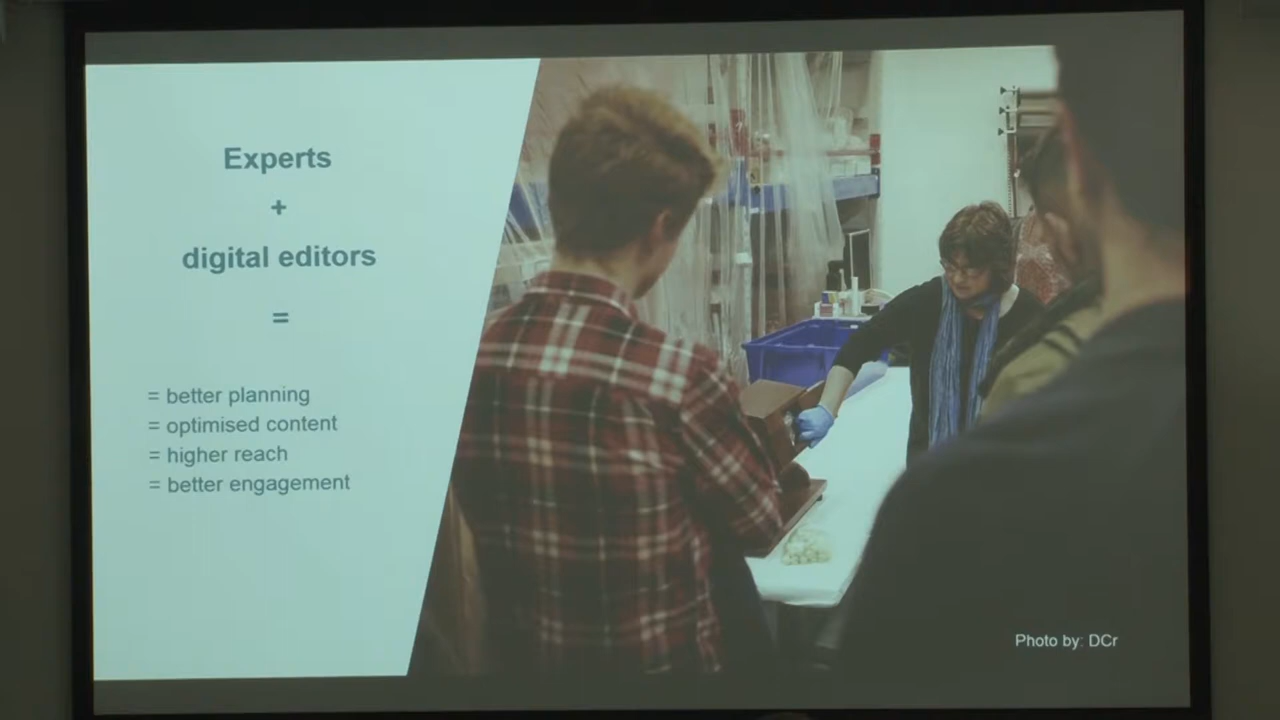 Experts
+
digital editors
=
= better planning
= optimised content
= higher reach
= better engagement
Photo by: DCr